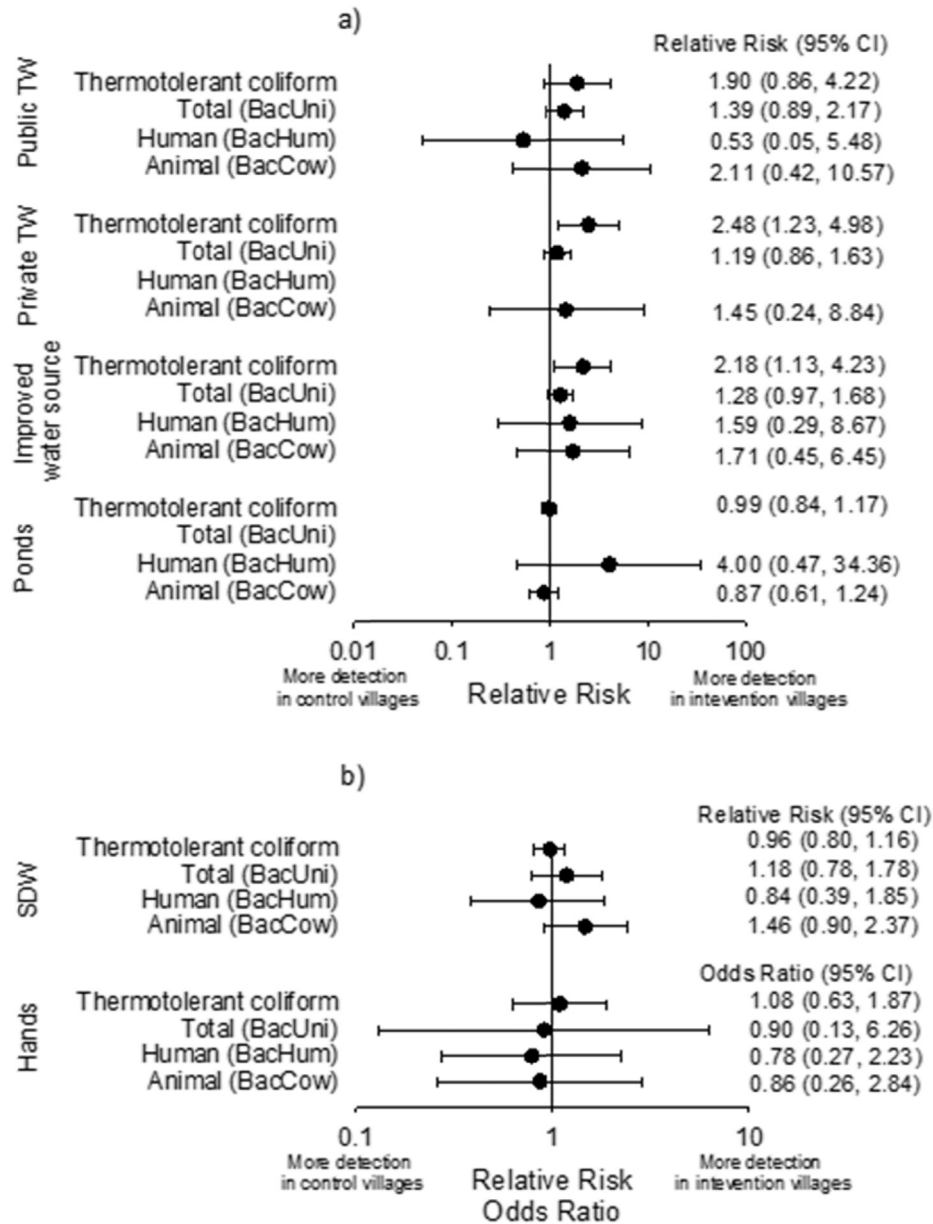 a)
Relative Risk (95% CI)
Public TW
Thermotolerant coliform 1.90 (0.86, 4.22)
Total (BacUni) 1.39 (0.89, 2.17)
Human (BacHum) 0.53 (0.05, 5.48)
Animal (BacCow) 2.11 (0.42, 10.57)
Private TW
Thermotolerant coliform 2.48 (1.23, 4.98)
Total (BacUni) 1.19 (0.86, 1.63)
Human (BacHum)
Animal (BacCow) 1.45 (0.24, 8.84)
Improved
water source
Thermotolerant coliform 2.18 (1.13, 4.23)
Total (BacUni) 1.28 (0.97, 1.68)
Human (BacHum) 1.59 (0.29, 8.67)
Animal (BacCow) 1.71 (0.45, 6.45)
Ponds
Thermotolerant coliform 0.99 (0.84, 1.17)
Total (BacUni)
Human (BacHum) 4.00 (0.47, 34.36)
Animal (BacCow) 0.87 (0.61, 1.24)
0.01 0.1 1 10 100
More detection
in control villages
Relative Risk
More detection
in intevention villages
b)
Relative Risk (95% CI)
SDW
Thermotolerant coliform 0.96 (0.80, 1.16)
Total (BacUni) 1.18 (0.78, 1.78)
Human (BacHum) 0.84 (0.39, 1.85)
Animal (BacCow) 1.46 (0.90, 2.37)
Odds Ratio (95% CI)
Hands
Thermotolerant coliform 1.08 (0.63, 1.87)
Total (BacUni) 0.90 (0.13, 6.26)
Human (BacHum) 0.78 (0.27, 2.23)
Animal (BacCow) 0.86 (0.26, 2.84)
0.1 1 10
More detection
in control villages
Relative Risk
Odds Ratio
More detection
in intevention villages